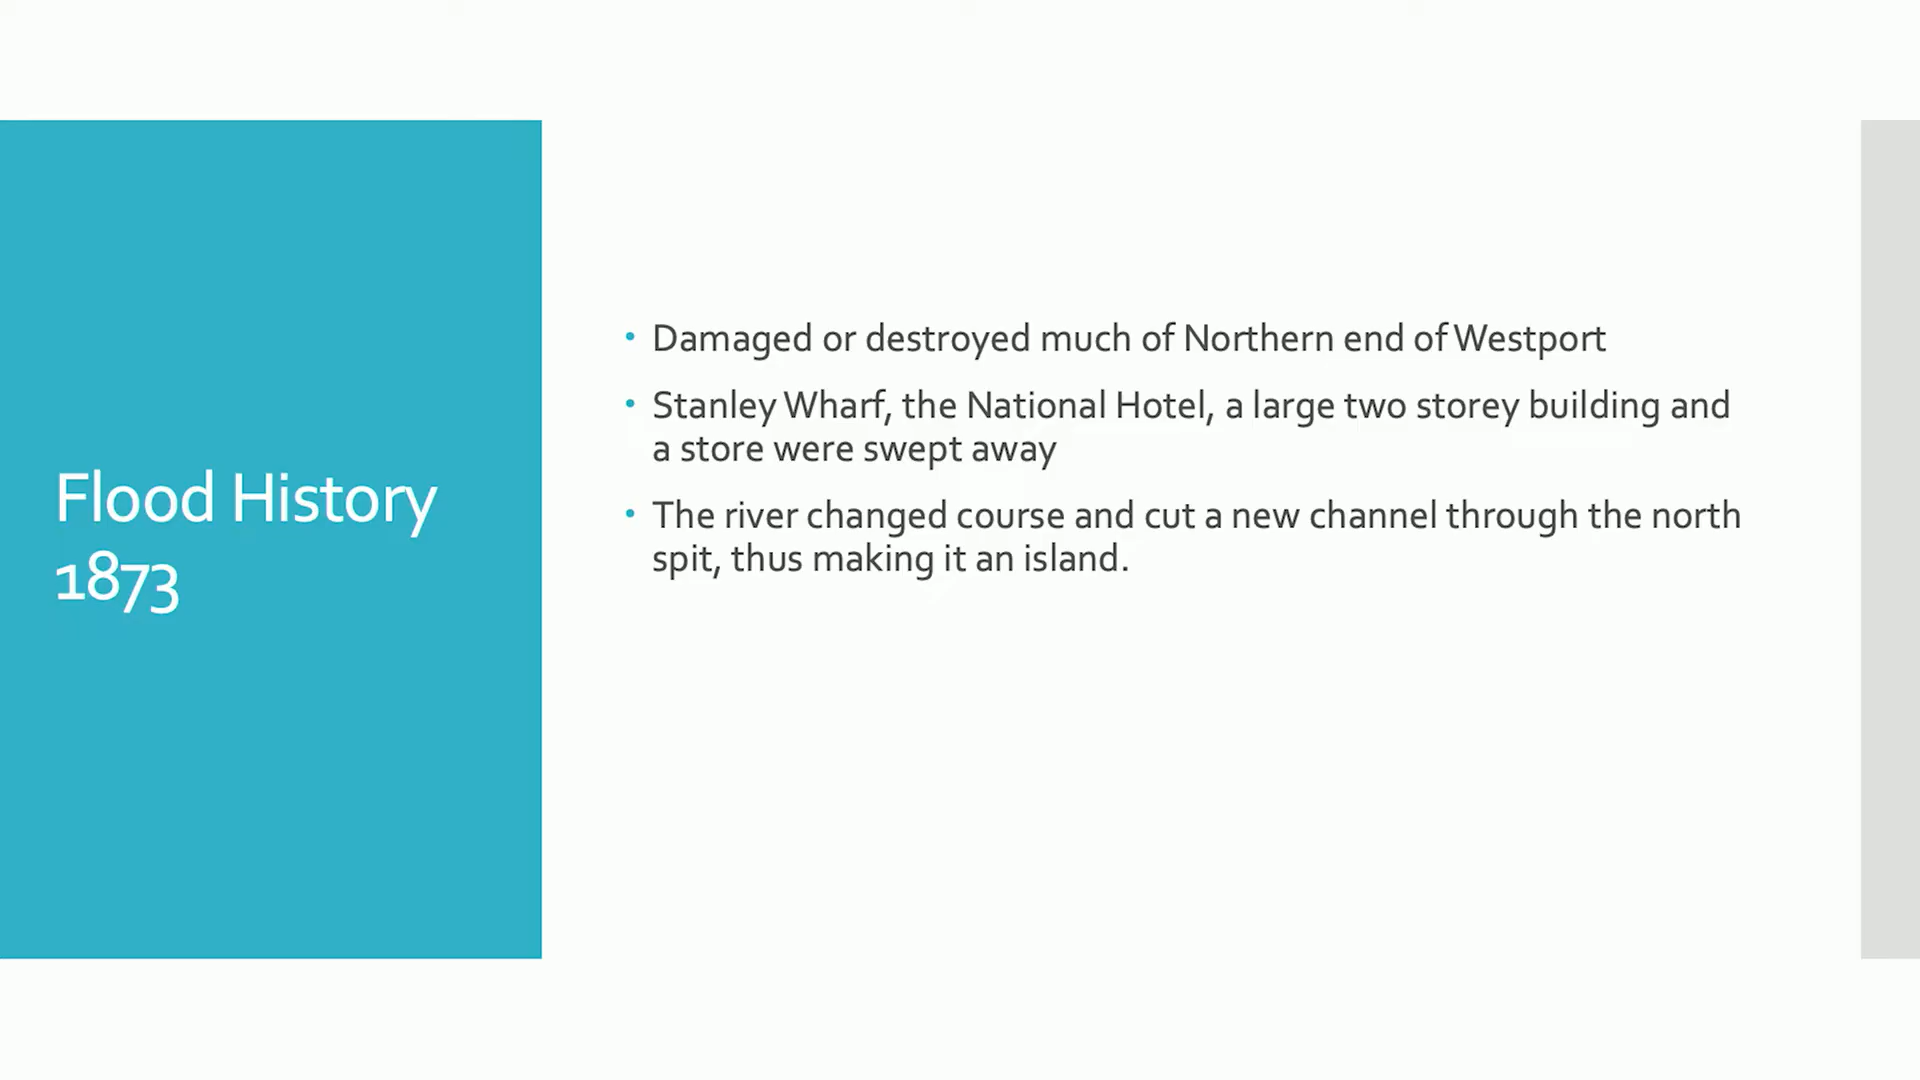 Flood History
1873
• Damaged or destroyed much of Northern end of Westport
• Stanley Wharf, the National Hotel, a large two storey building and
a store were swept away
• The river changed course and cut a new channel through the north
spit, thus making it an island.